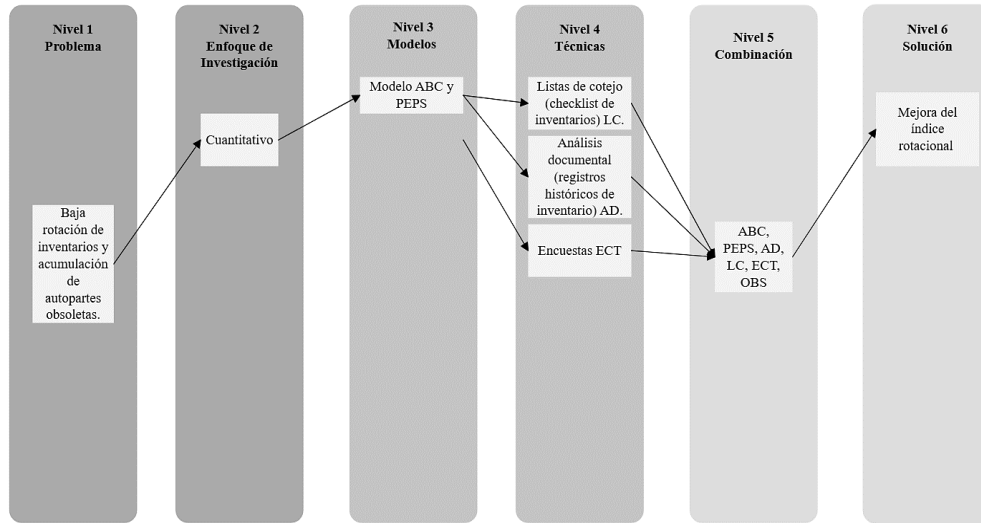 Nivel 1
Problema
Baja
rotación de
inventarios y
acumulación
de
autopartes
obsoletas.
Nivel 2
Enfoque de
Investigación
Cuantitativo
Nivel 3
Modelos
Modelo ABC y
PEPS
Nivel 4
Técnicas
Listas de cotejo
(checklist de
inventarios) LC.
Análisis
documental
(registros
históricos de
inventario) AD.
Encuestas ECT
Nivel 5
Combinación
ABC,
PEPS, AD,
LC, ECT,
OBS
Nivel 6
Solución
Mejora del
índice
rotacional